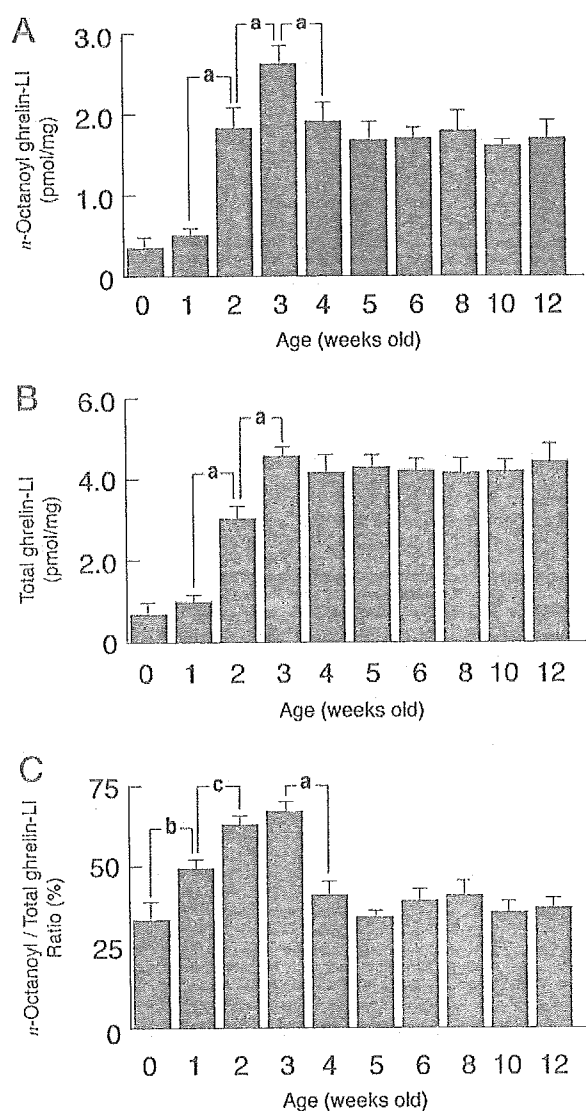 A
n-Octanoyl ghrelin-LI
(pmol/mg)
3.0
2.0
1.0
0
a
a
a
0 1 2 3 4 5 6 8 10 12
Age (weeks old)
B
Total ghrelin-LI
(pmol/mg)
6.0
4.0
2.0
0
a
a
0 1 2 3 4 5 6 8 10 12
Age (weeks old)
C
n-Octanoyl / Total ghrelin-LI
Ratio (%)
75
50
25
0
b
c
a
0 1 2 3 4 5 6 8 10 12
Age (weeks old)